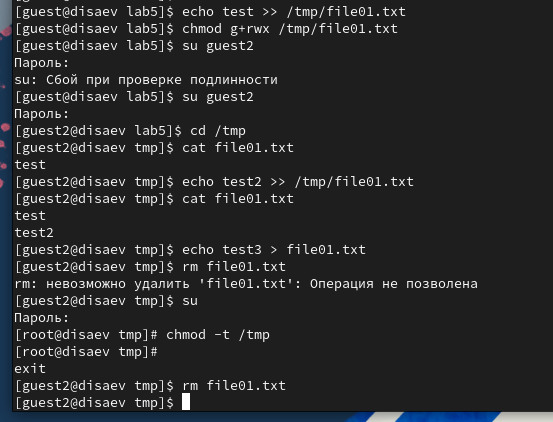 [guest@disaev lab5]$ echo test >> /tmp/file01.txt
[guest@disaev lab5]$ chmod g+rwx /tmp/file01.txt
[guest@disaev lab5]$ su guest2
Пароль:
su: Сбой при проверке подлинности
[guest@disaev lab5]$ su guest2
Пароль:
[guest2@disaev lab5]$ cd /tmp
[guest2@disaev tmp]$ cat file01.txt
test
[guest2@disaev tmp]$ echo test2 >> /tmp/file01.txt
[guest2@disaev tmp]$ cat file01.txt
test
test2
[guest2@disaev tmp]$ echo test3 > file01.txt
[guest2@disaev tmp]$ rm file01.txt
rm: невозможно удалить 'file01.txt': Операция не позволена
[guest2@disaev tmp]$ su
Пароль:
[root@disaev tmp]# chmod -t /tmp
[root@disaev tmp]#
exit
[guest2@disaev tmp]$ rm file01.txt
[guest2@disaev tmp]$